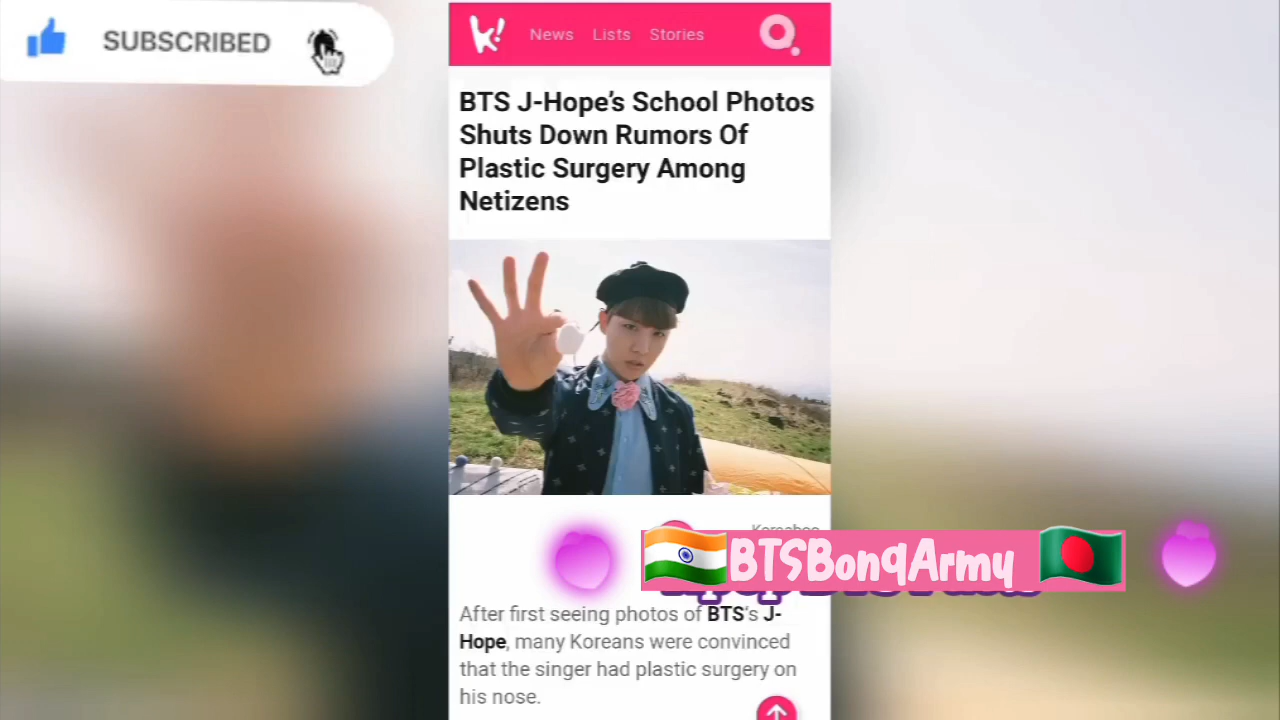 SUBSCRIBED
k!
News Lists Stories
BTS J-Hope's School Photos
Shuts Down Rumors Of
Plastic Surgery Among
Netizens
Koreaboo
BTSBongArmy
After first seeing photos of BTS's J-
Hope, many Koreans were convinced
that the singer had plastic surgery on
his nose.